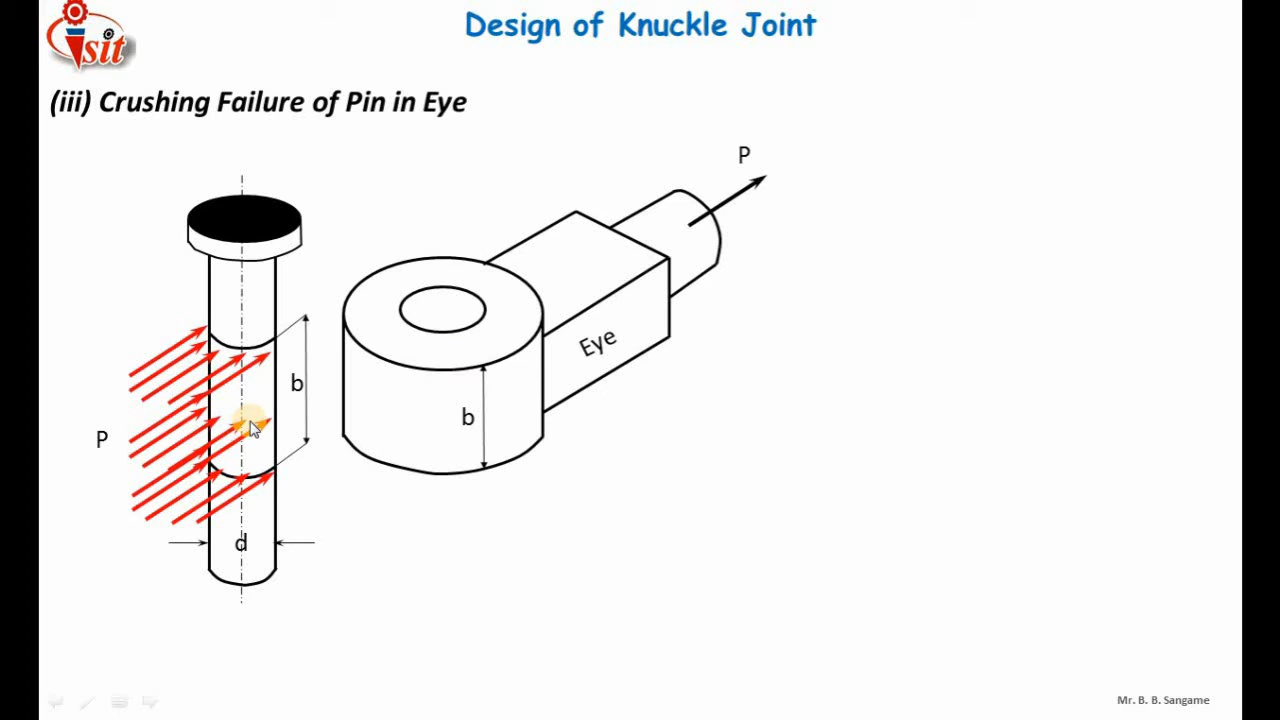 Design of Knuckle Joint
isit
(iii) Crushing Failure of Pin in Eye
P
Eye
b
b
P
d
Mr. B. B. Sangame